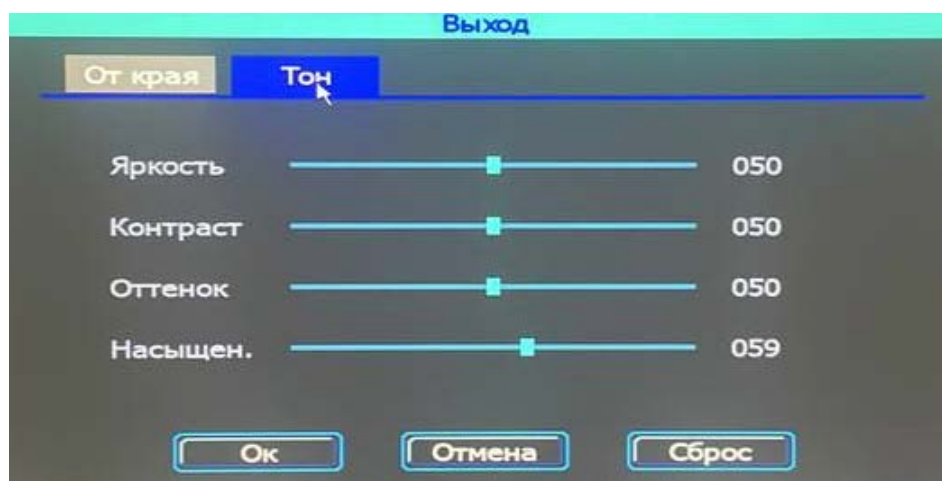 Выход
От края Тон
Яркость 050
Контраст 050
Оттенок 050
Насыщен. 059
Ок Отмена Сброс